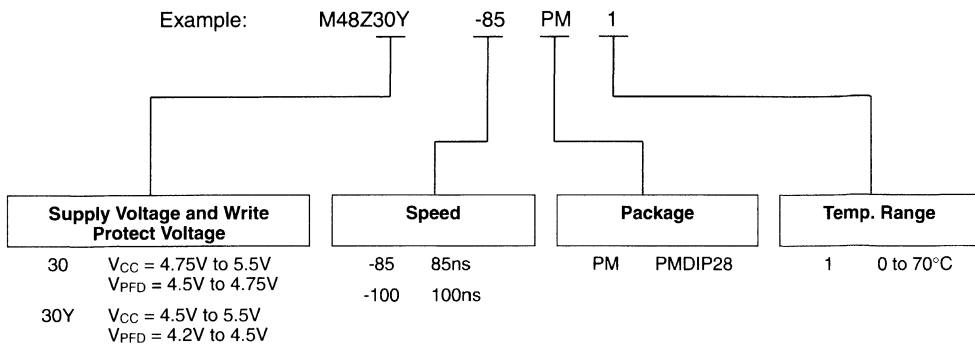 Example: M48Z30Y -85 PM 1
Supply Voltage and Write
Protect Voltage
30 VCC = 4.75V to 5.5V
VPFD = 4.5V to 4.75V
30Y VCC = 4.5V to 5.5V
VPFD = 4.2V to 4.5V
Speed
-85 85ns
-100 100ns
Package
PM PMDIP28
Temp. Range
1 0 to 70°C